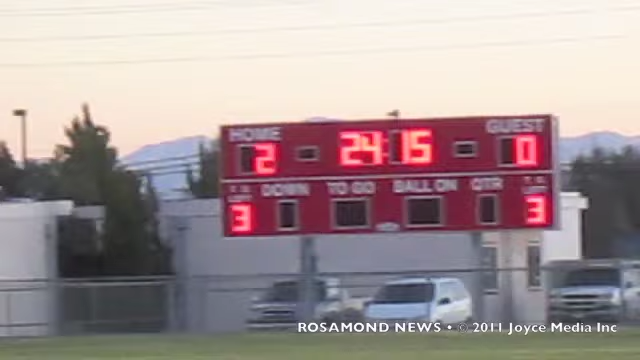 HOME GUEST
2 24:15 0
DOWN TO GO BALL ON QTR
3 3
ROSAMOND NEWS • © 2011 Joyce Media Inc